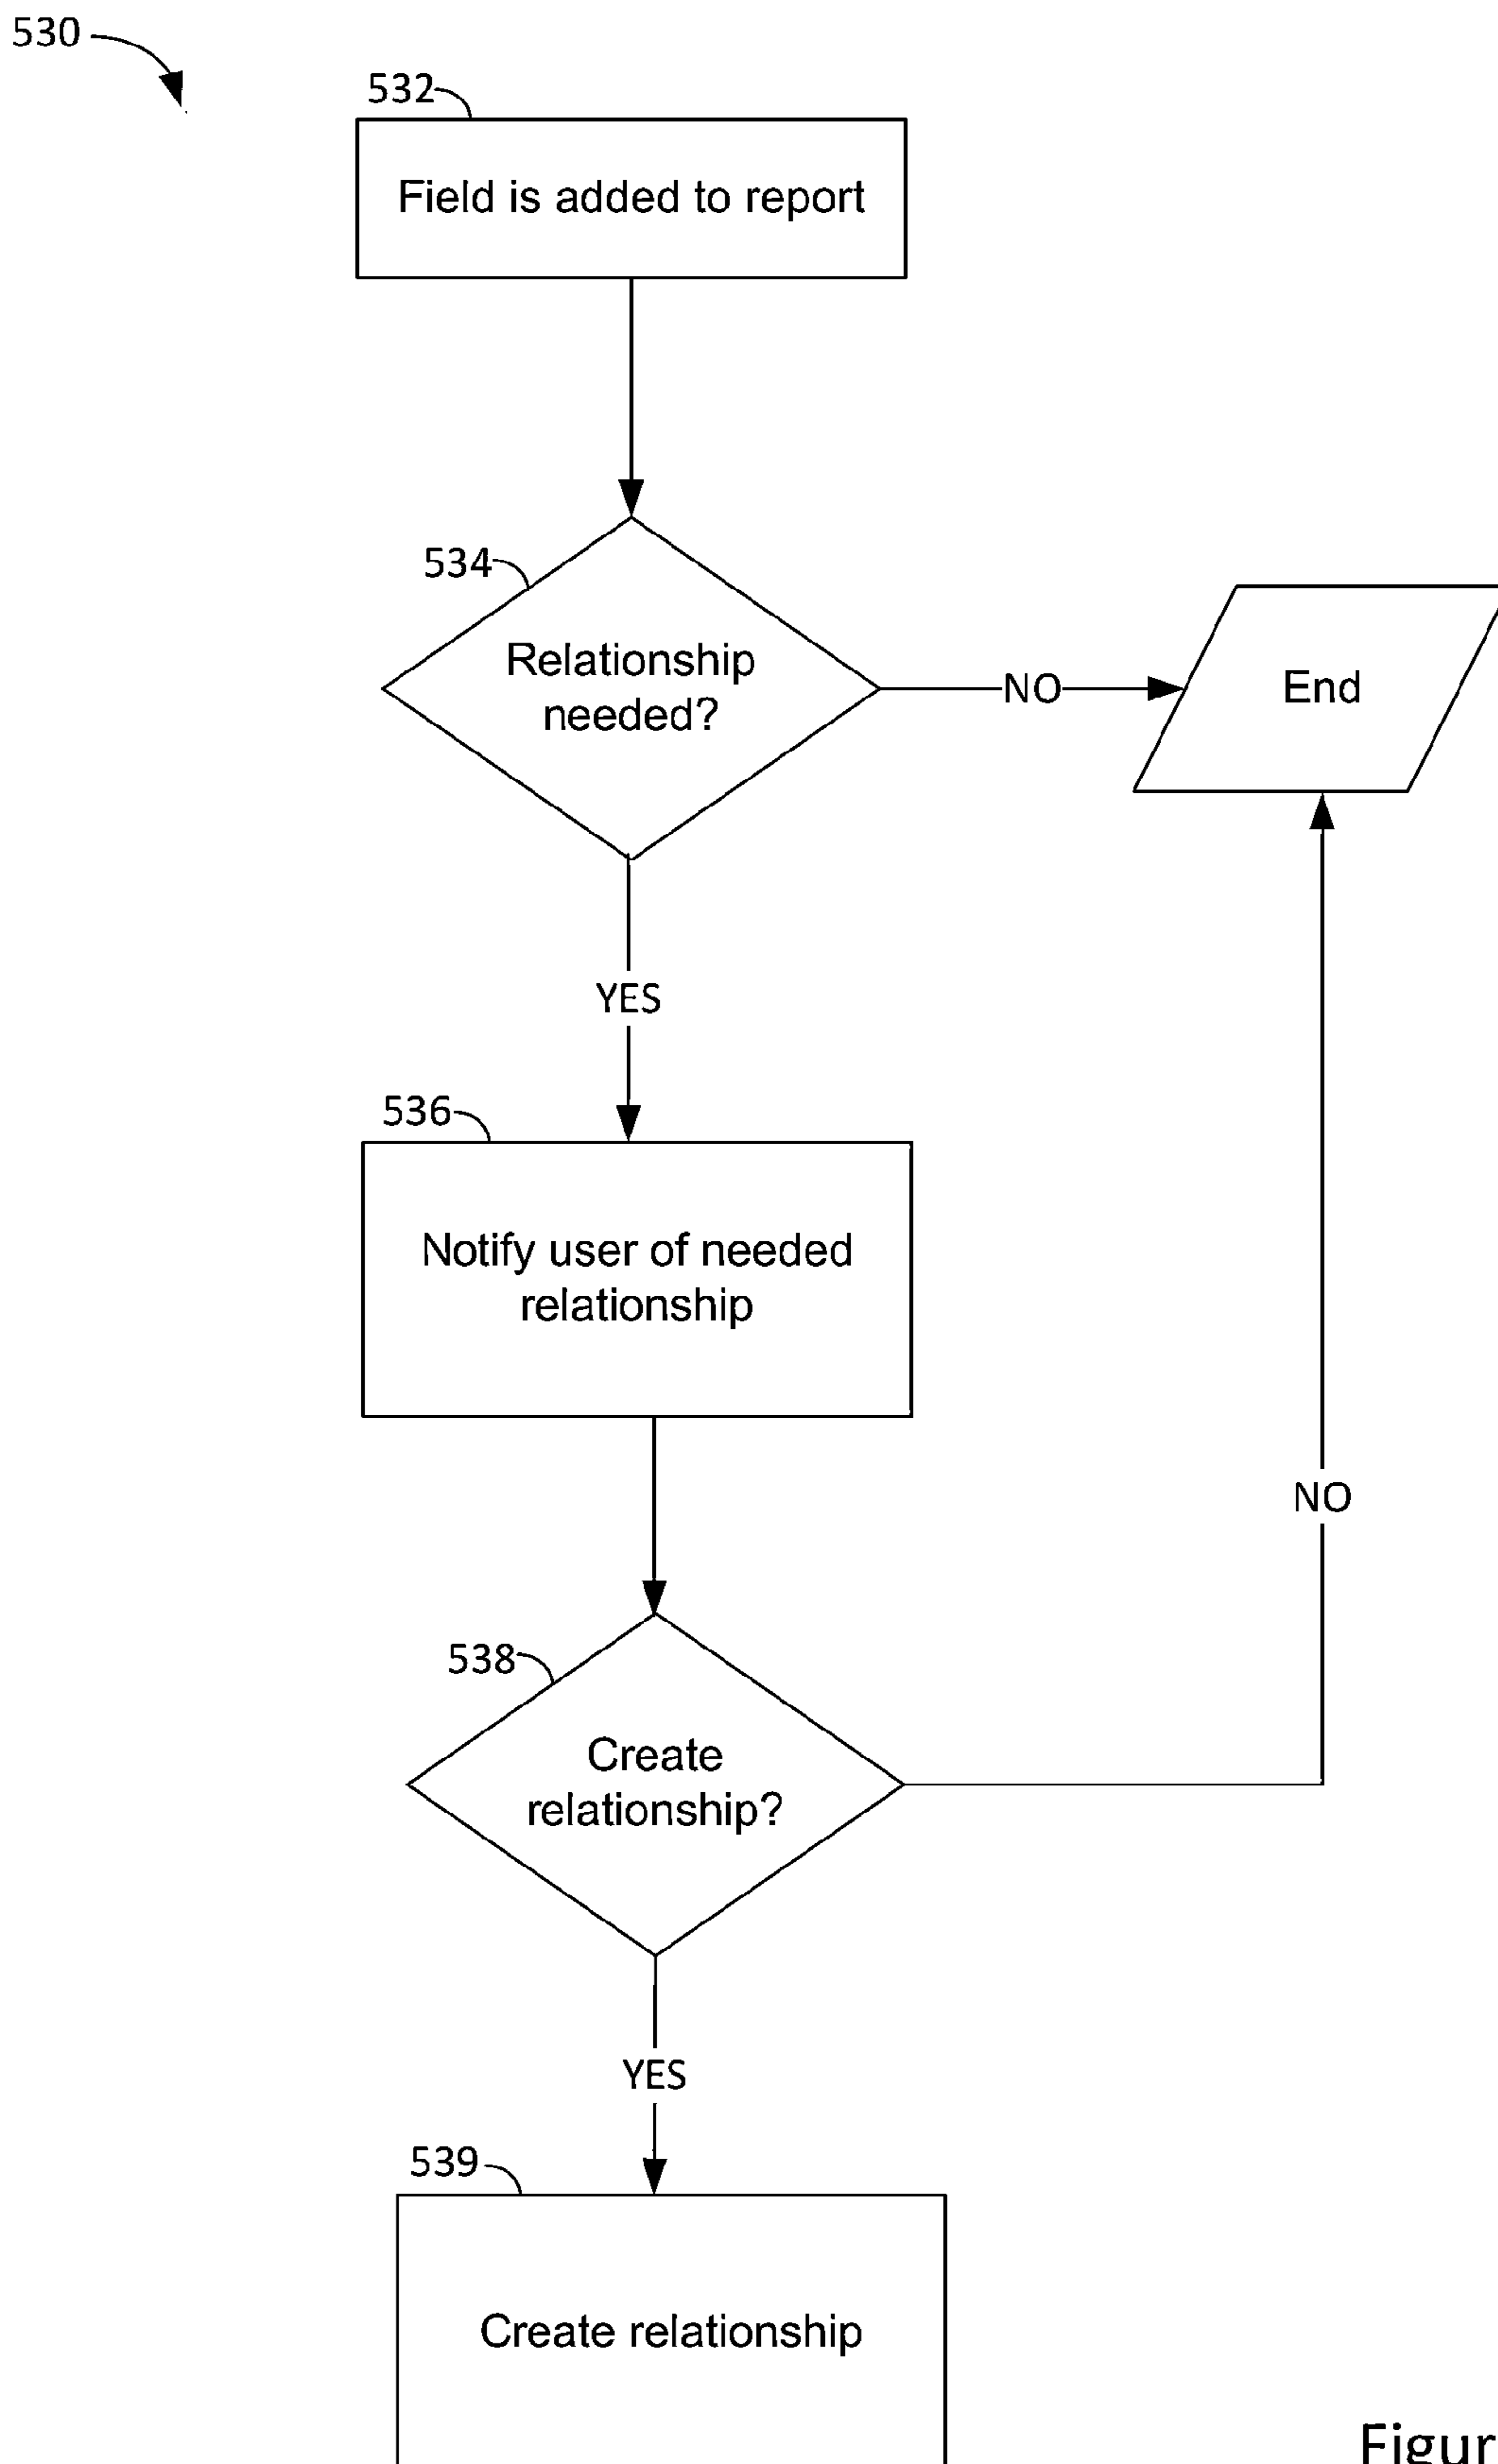 530
532
Field is added to report
534
Relationship
needed?
NO
End
YES
536
Notify user of needed
relationship
NO
538
Create
relationship?
YES
539
Create relationship
Figur